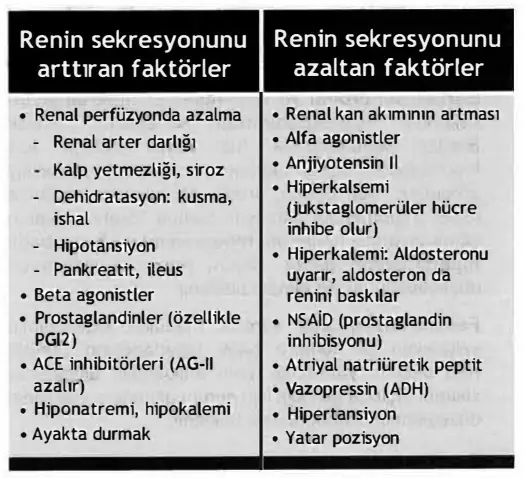 Renin sekresyonunu
arttıran faktörler
• Renal perfüzyonda azalma
- Renal arter darlığı
- Kalp yetmezliği, siroz
- Dehidratasyon: kusma,
ishal
- Hipotansiyon
- Pankreatit, ileus
• Beta agonistler
• Prostaglandinler (özellikle
PGI2)
• ACE inhibitörleri (AG-II
azalır)
• Hiponatremi, hipokalemi
• Ayakta durmak
Renin sekresyonunu
azaltan faktörler
• Renal kan akımının artması
• Alfa agonistler
• Anjiyotensin II
• Hiperkalsemi
(jukstaglomerüler hücre
inhibe olur)
• Hiperkalemi: Aldosteronu
uyarır, aldosteron da
renini baskılar
• NSAİD (prostaglandin
inhibisyonu)
• Atriyal natriüretik peptit
• Vazopressin (ADH)
• Hipertansiyon
• Yatar pozisyon